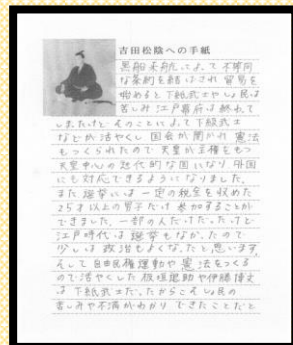 吉田松陰への手紙
黒船来航によって不平等
な条約を結ばされ貿易を
始めると下級武士や庶民は
苦しみ江戸幕府は終わって
しまったけどそのことによって下級武士
などが活やくし国会が開かれ憲法
もつくられたので天皇が主権をもつ
天皇中心の近代的な国になり外国
にも対応できるようになりました。
また選挙には一定の税金を収めた
25才以上の男子だけ参加することが
できました。一部の人だけだったけど
江戸時代は選挙もなかったので
少しは政治もよくなったと思います。
そして自由民権運動や憲法をつくる
ので活やくした板垣退助や伊藤博文
は下級武士だったからこそ庶民の
苦しみや不満がわかりできたことだと